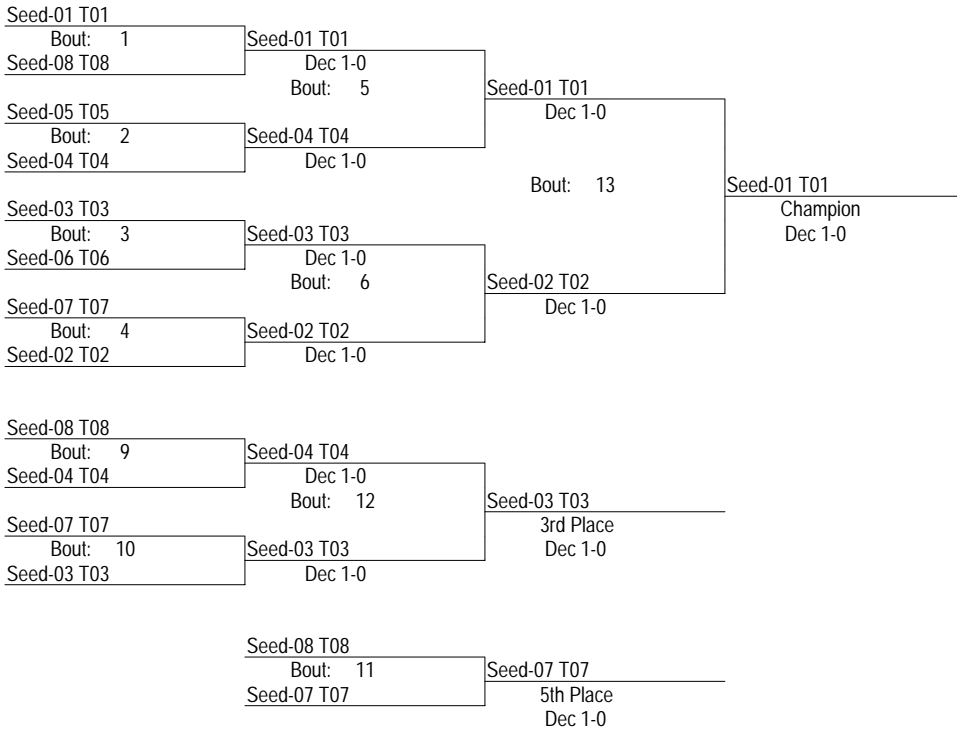 Seed-01 T01
Bout: 1
Seed-01 T01
Seed-08 T08
Dec 1-0
Bout: 5
Seed-01 T01
Seed-05 T05
Dec 1-0
Bout: 2
Seed-04 T04
Seed-04 T04
Dec 1-0
Bout: 13
Seed-01 T01
Seed-03 T03
Champion
Bout: 3
Seed-03 T03
Dec 1-0
Seed-06 T06
Dec 1-0
Bout: 6
Seed-02 T02
Seed-07 T07
Dec 1-0
Bout: 4
Seed-02 T02
Seed-02 T02
Dec 1-0
Seed-08 T08
Bout: 9
Seed-04 T04
Seed-04 T04
Dec 1-0
Bout: 12
Seed-03 T03
Seed-07 T07
3rd Place
Bout: 10
Seed-03 T03
Dec 1-0
Seed-03 T03
Dec 1-0
Seed-08 T08
Bout: 11
Seed-07 T07
Seed-07 T07
5th Place
Dec 1-0